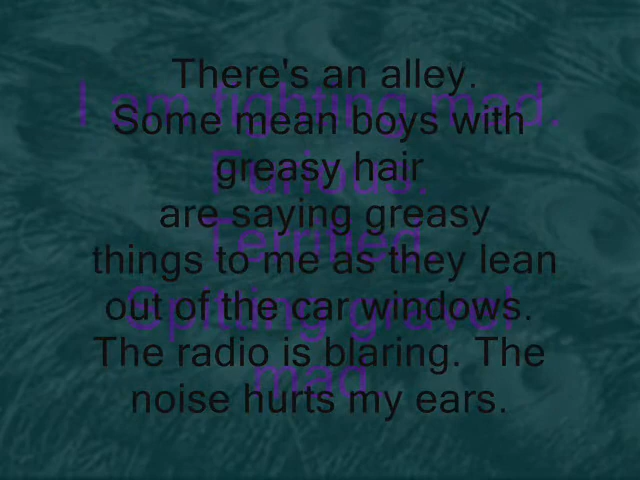 There's an alley.
I am fighting mad.
Some mean boys with
greasy hair
Furious.
are saying greasy
Terrified.
things to me as they lean
out of the car windows.
Spitting gravel
The radio is blaring. The
mad.
noise hurts my ears.